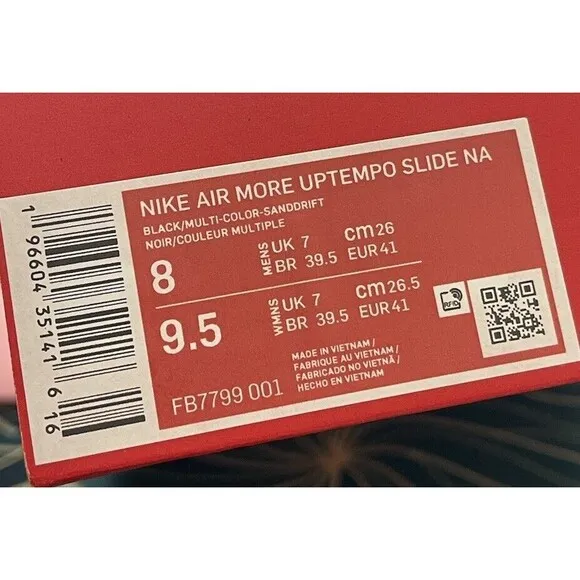 NIKE AIR MORE UPTEMPO SLIDE NA
BLACK/MULTI-COLOR-SANDDRIFT
NOIR/COULEUR MULTIPLE
8
MENS
UK 7 cm 26
BR 39.5 EUR 41
9.5
WMNS
UK 7 cm 26.5
BR 39.5 EUR 41
RFID
MADE IN VIETNAM /
FABRIQUE AU VIETNAM /
FABRICADO NO VIETNÃ /
HECHO EN VIETNAM
FB7799 001
1 96604 35141 6 16